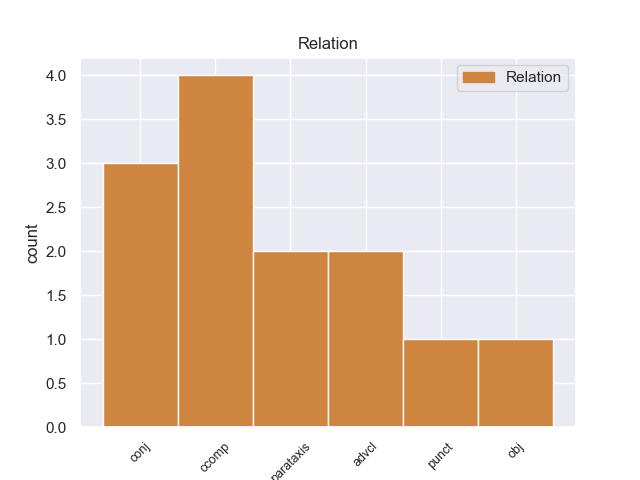 Relation
Relation
4.0
3.5
3.0
2.5
2.0
1.5
1.0
0.5
0.0
count
conj
ccomp
parataxis
advcl
punct
obj